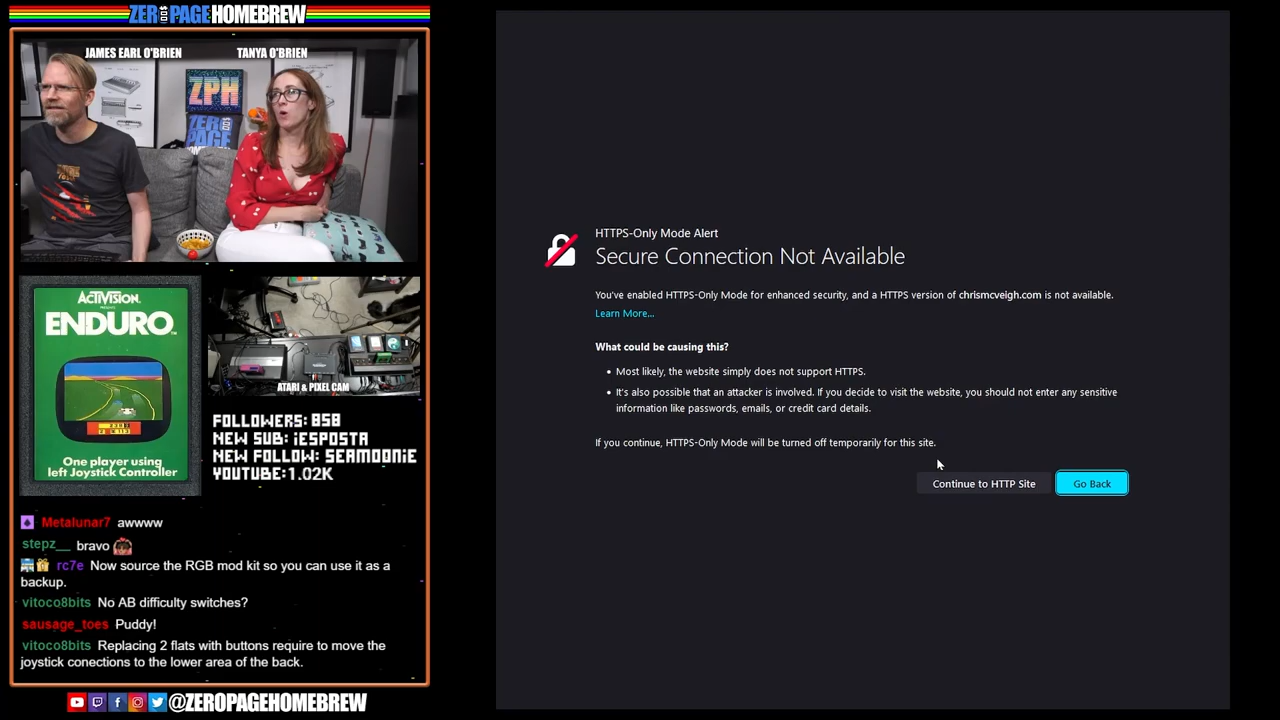 ZEROPAGEHOMEBREW
JAMES EARL O'BRIEN
TANYA O'BRIEN
ZPH
ZERO
PAGE
HOMEBREW
ACTIVISION
PRESENTS
ENDURO™
One player using
left Joystick Controller
ATARI & PIXEL CAM
FOLLOWERS: 858
NEW SUB: iESPOSTA
NEW FOLLOW: SEAMOONiE
YOUTUBE:1.02K
Metalunar7 awwww
stepz__ bravo
rc7e Now source the RGB mod kit so you can use it as a
backup.
vitoco8bits No AB difficulty switches?
sausage_toes Puddy!
vitoco8bits Replacing 2 flats with buttons require to move the
joystick conections to the lower area of the back.
@ZEROPAGEHOMEBREW
HTTPS-Only Mode Alert
Secure Connection Not Available
You've enabled HTTPS-Only Mode for enhanced security, and a HTTPS version of chrismcveigh.com is not available.
Learn More...
What could be causing this?
• Most likely, the website simply does not support HTTPS.
• It's also possible that an attacker is involved. If you decide to visit the website, you should not enter any sensitive
information like passwords, emails, or credit card details.
If you continue, HTTPS-Only Mode will be turned off temporarily for this site.
Continue to HTTP Site
Go Back